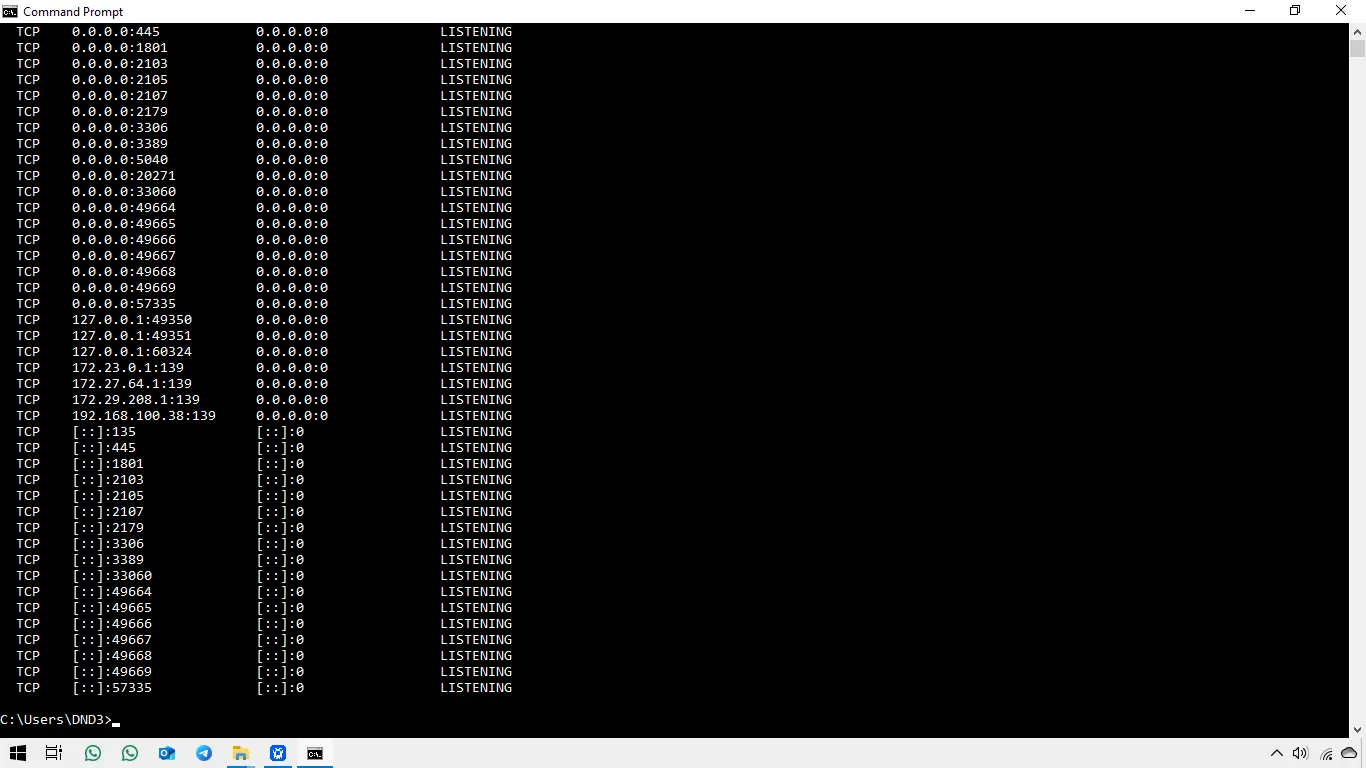 Command Prompt
TCP 0.0.0.0:445 0.0.0.0:0 LISTENING
TCP 0.0.0.0:1801 0.0.0.0:0 LISTENING
TCP 0.0.0.0:2103 0.0.0.0:0 LISTENING
TCP 0.0.0.0:2105 0.0.0.0:0 LISTENING
TCP 0.0.0.0:2107 0.0.0.0:0 LISTENING
TCP 0.0.0.0:2179 0.0.0.0:0 LISTENING
TCP 0.0.0.0:3306 0.0.0.0:0 LISTENING
TCP 0.0.0.0:3389 0.0.0.0:0 LISTENING
TCP 0.0.0.0:5040 0.0.0.0:0 LISTENING
TCP 0.0.0.0:20271 0.0.0.0:0 LISTENING
TCP 0.0.0.0:33060 0.0.0.0:0 LISTENING
TCP 0.0.0.0:49664 0.0.0.0:0 LISTENING
TCP 0.0.0.0:49665 0.0.0.0:0 LISTENING
TCP 0.0.0.0:49666 0.0.0.0:0 LISTENING
TCP 0.0.0.0:49667 0.0.0.0:0 LISTENING
TCP 0.0.0.0:49668 0.0.0.0:0 LISTENING
TCP 0.0.0.0:49669 0.0.0.0:0 LISTENING
TCP 0.0.0.0:57335 0.0.0.0:0 LISTENING
TCP 127.0.0.1:49350 0.0.0.0:0 LISTENING
TCP 127.0.0.1:49351 0.0.0.0:0 LISTENING
TCP 127.0.0.1:60324 0.0.0.0:0 LISTENING
TCP 172.23.0.1:139 0.0.0.0:0 LISTENING
TCP 172.27.64.1:139 0.0.0.0:0 LISTENING
TCP 172.29.208.1:139 0.0.0.0:0 LISTENING
TCP 192.168.100.38:139 0.0.0.0:0 LISTENING
TCP [::]:135 [::]:0 LISTENING
TCP [::]:445 [::]:0 LISTENING
TCP [::]:1801 [::]:0 LISTENING
TCP [::]:2103 [::]:0 LISTENING
TCP [::]:2105 [::]:0 LISTENING
TCP [::]:2107 [::]:0 LISTENING
TCP [::]:2179 [::]:0 LISTENING
TCP [::]:3306 [::]:0 LISTENING
TCP [::]:3389 [::]:0 LISTENING
TCP [::]:33060 [::]:0 LISTENING
TCP [::]:49664 [::]:0 LISTENING
TCP [::]:49665 [::]:0 LISTENING
TCP [::]:49666 [::]:0 LISTENING
TCP [::]:49667 [::]:0 LISTENING
TCP [::]:49668 [::]:0 LISTENING
TCP [::]:49669 [::]:0 LISTENING
TCP [::]:57335 [::]:0 LISTENING
C:\Users\DND3>